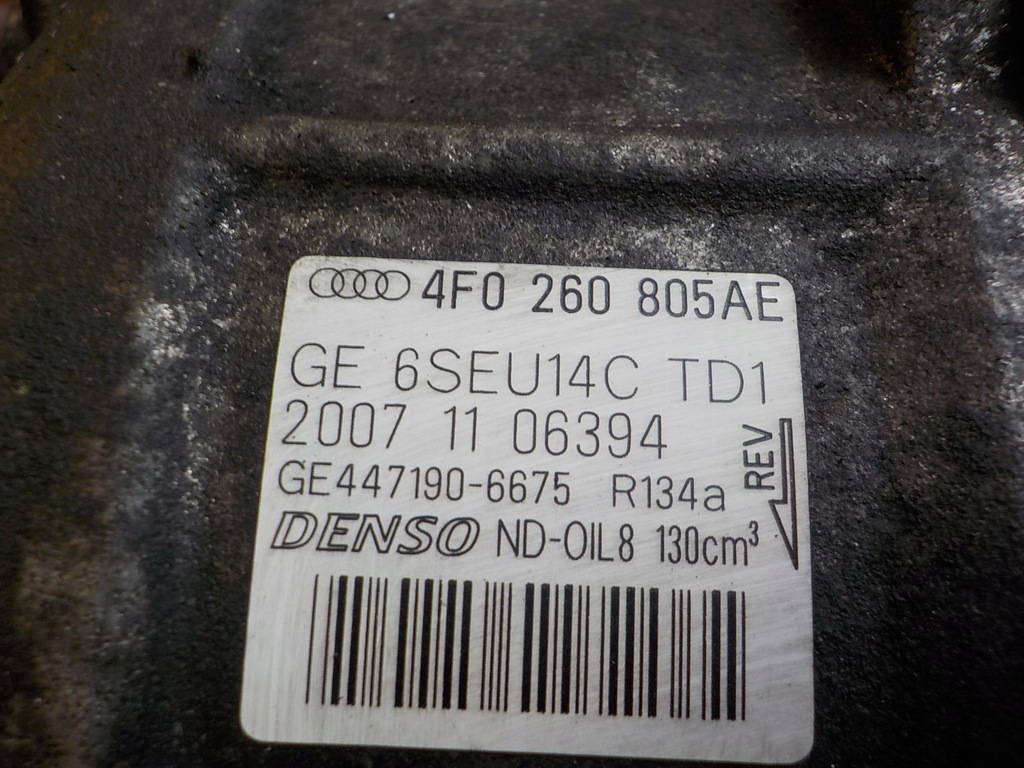 4F0 260 805AE
GE 6SEU14C TD1
2007 11 06394
GE447190-6675 R134a
REV
DENSO ND-OIL8 130cm³